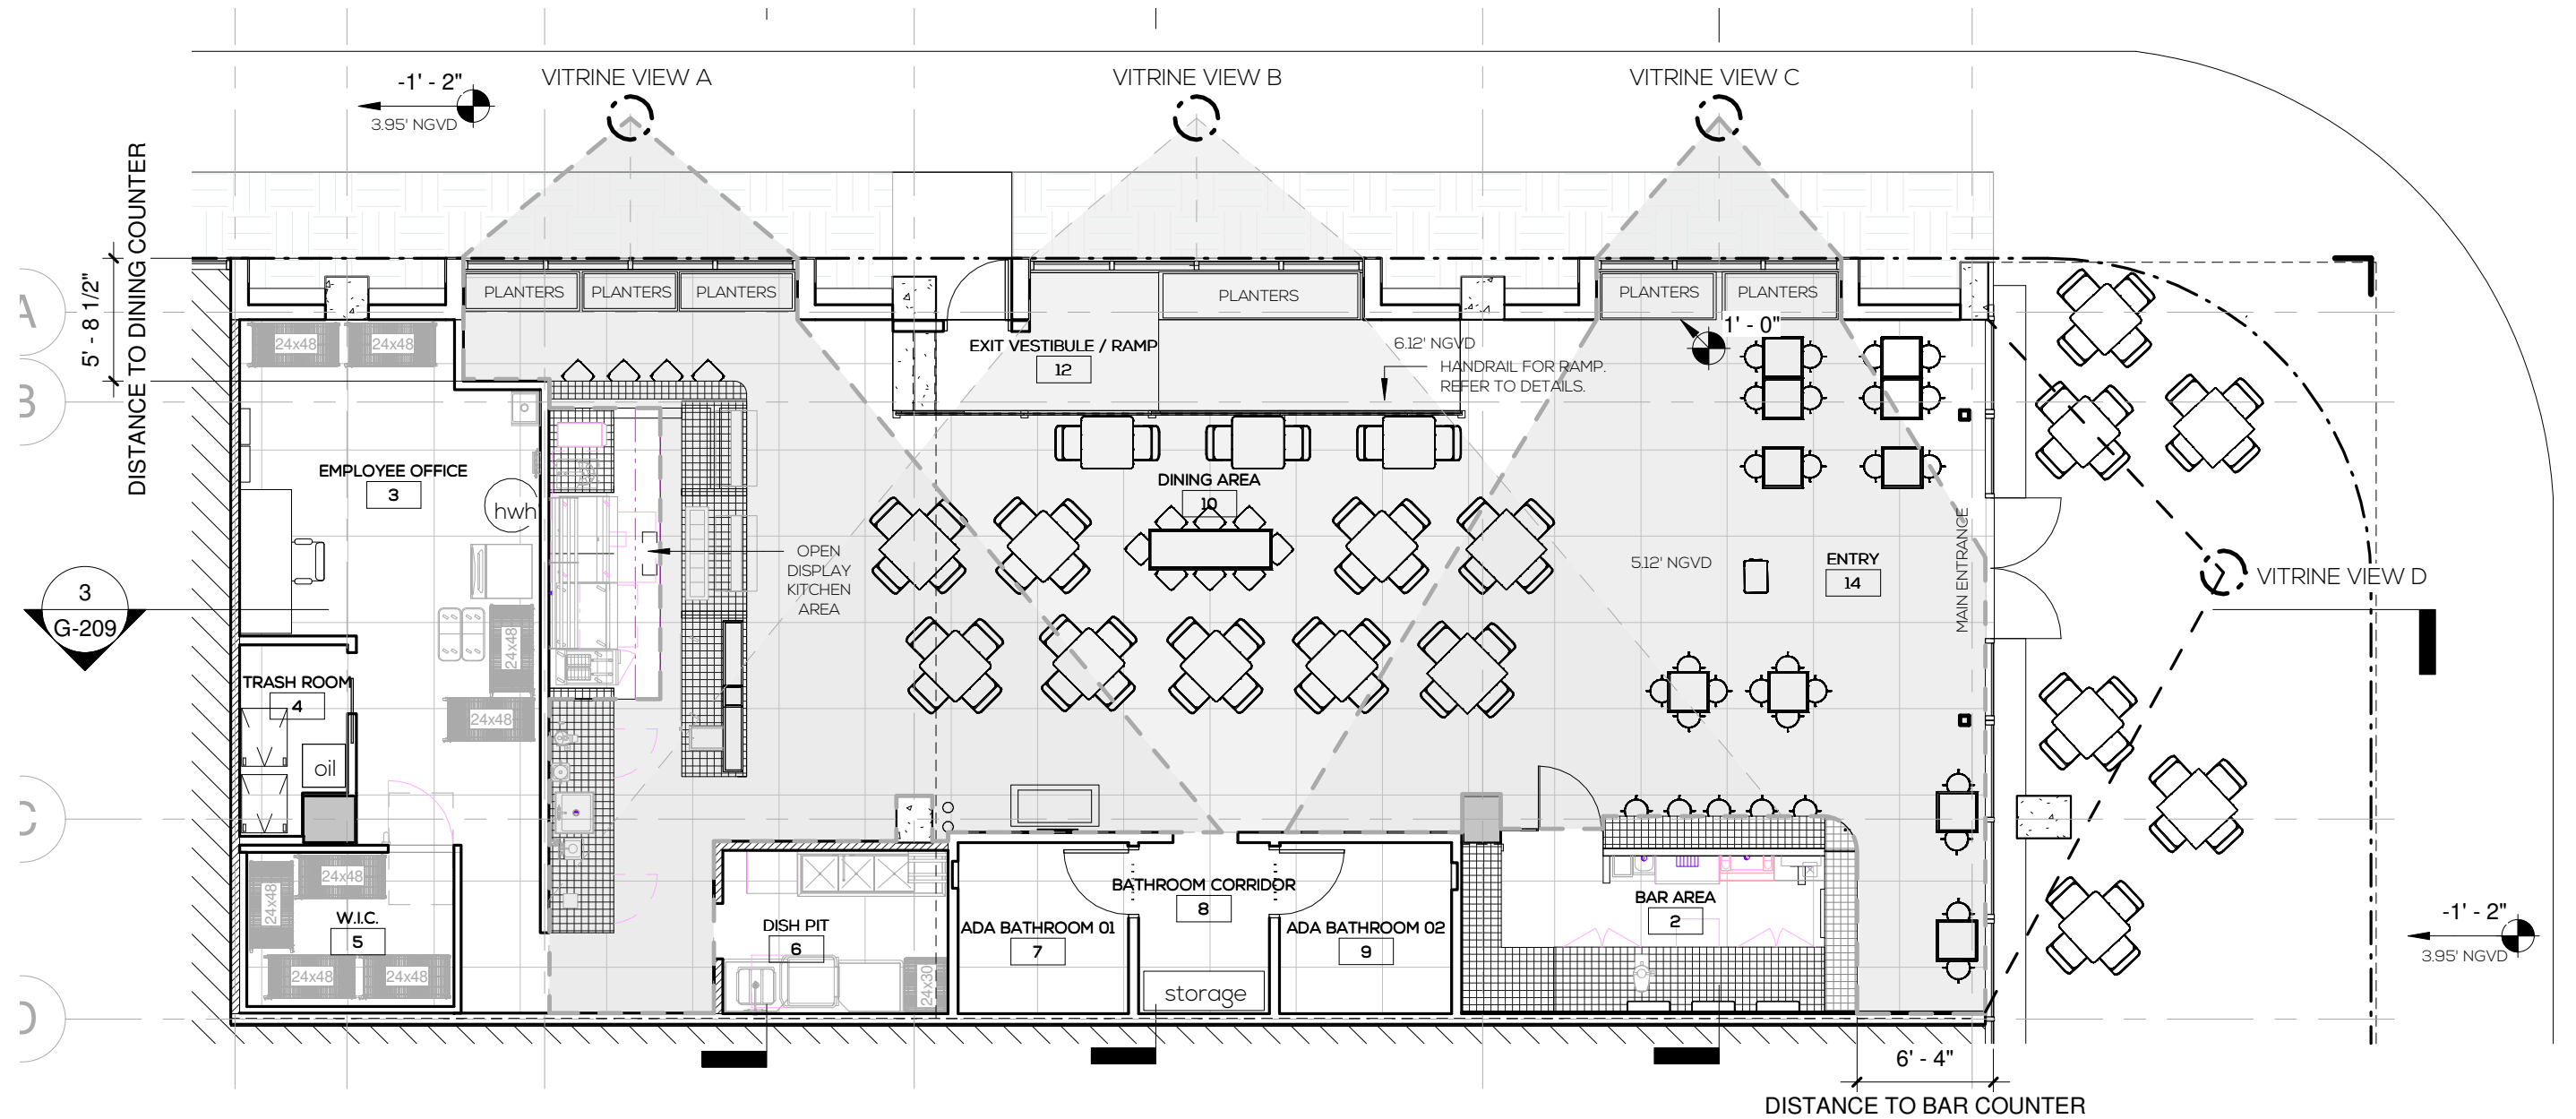 VITRINE VIEW A
VITRINE VIEW B
VITRINE VIEW C
-1' - 2"
3.95' NGVD
DISTANCE TO DINING COUNTER
5' - 8 1/2"
A
B
C
D
PLANTERS
PLANTERS
PLANTERS
PLANTERS
PLANTERS
PLANTERS
1' - 0"
24x48
24x48
EXIT VESTIBULE / RAMP
12
6.12' NGVD
HANDRAIL FOR RAMP.
REFER TO DETAILS.
EMPLOYEE OFFICE
3
hwh
DINING AREA
10
OPEN
DISPLAY
KITCHEN
AREA
5.12' NGVD
ENTRY
14
MAIN ENTRANCE
VITRINE VIEW D
3
G-209
24x48
24x48
TRASH ROOM
4
oil
24x48
24x48
W.I.C.
5
24x48
24x48
DISH PIT
6
24x30
ADA BATHROOM 01
7
BATHROOM CORRIDOR
8
storage
ADA BATHROOM 02
9
BAR AREA
2
-1' - 2"
3.95' NGVD
6' - 4"
DISTANCE TO BAR COUNTER